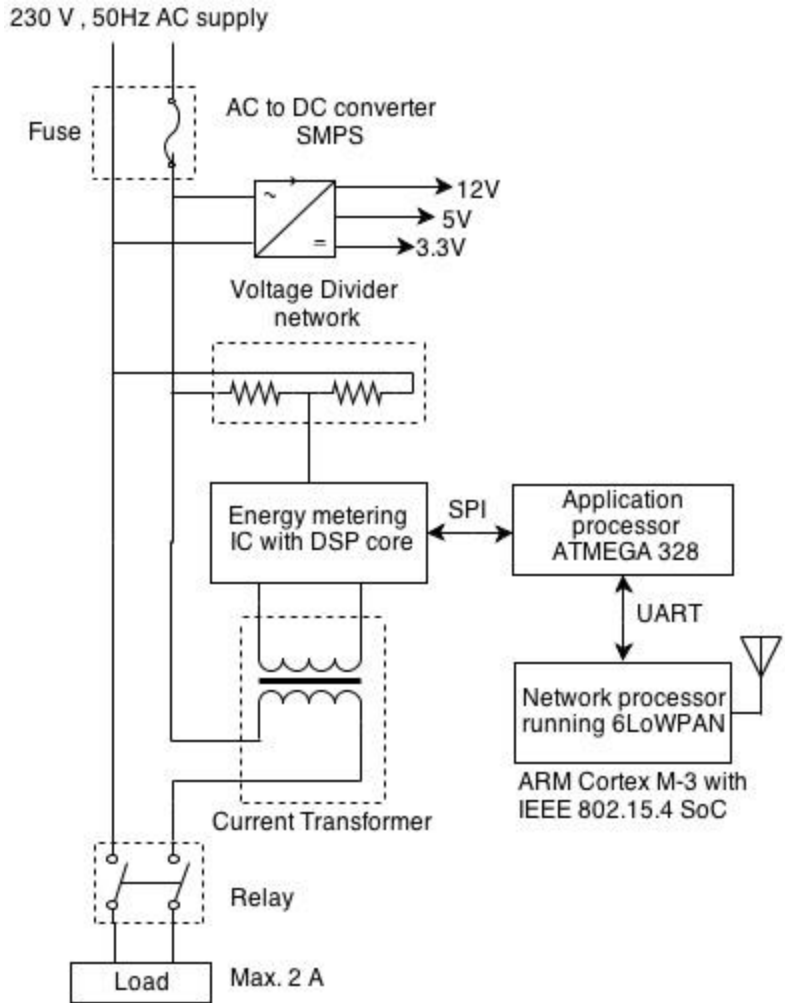 230 V , 50Hz AC supply
Fuse
AC to DC converter
SMPS
~
=
12V
5V
3.3V
Voltage Divider
network
Energy metering
IC with DSP core
SPI
Application
processor
ATMEGA 328
UART
Network processor
running 6LoWPAN
ARM Cortex M-3 with
IEEE 802.15.4 SoC
Current Transformer
Relay
Load
Max. 2 A